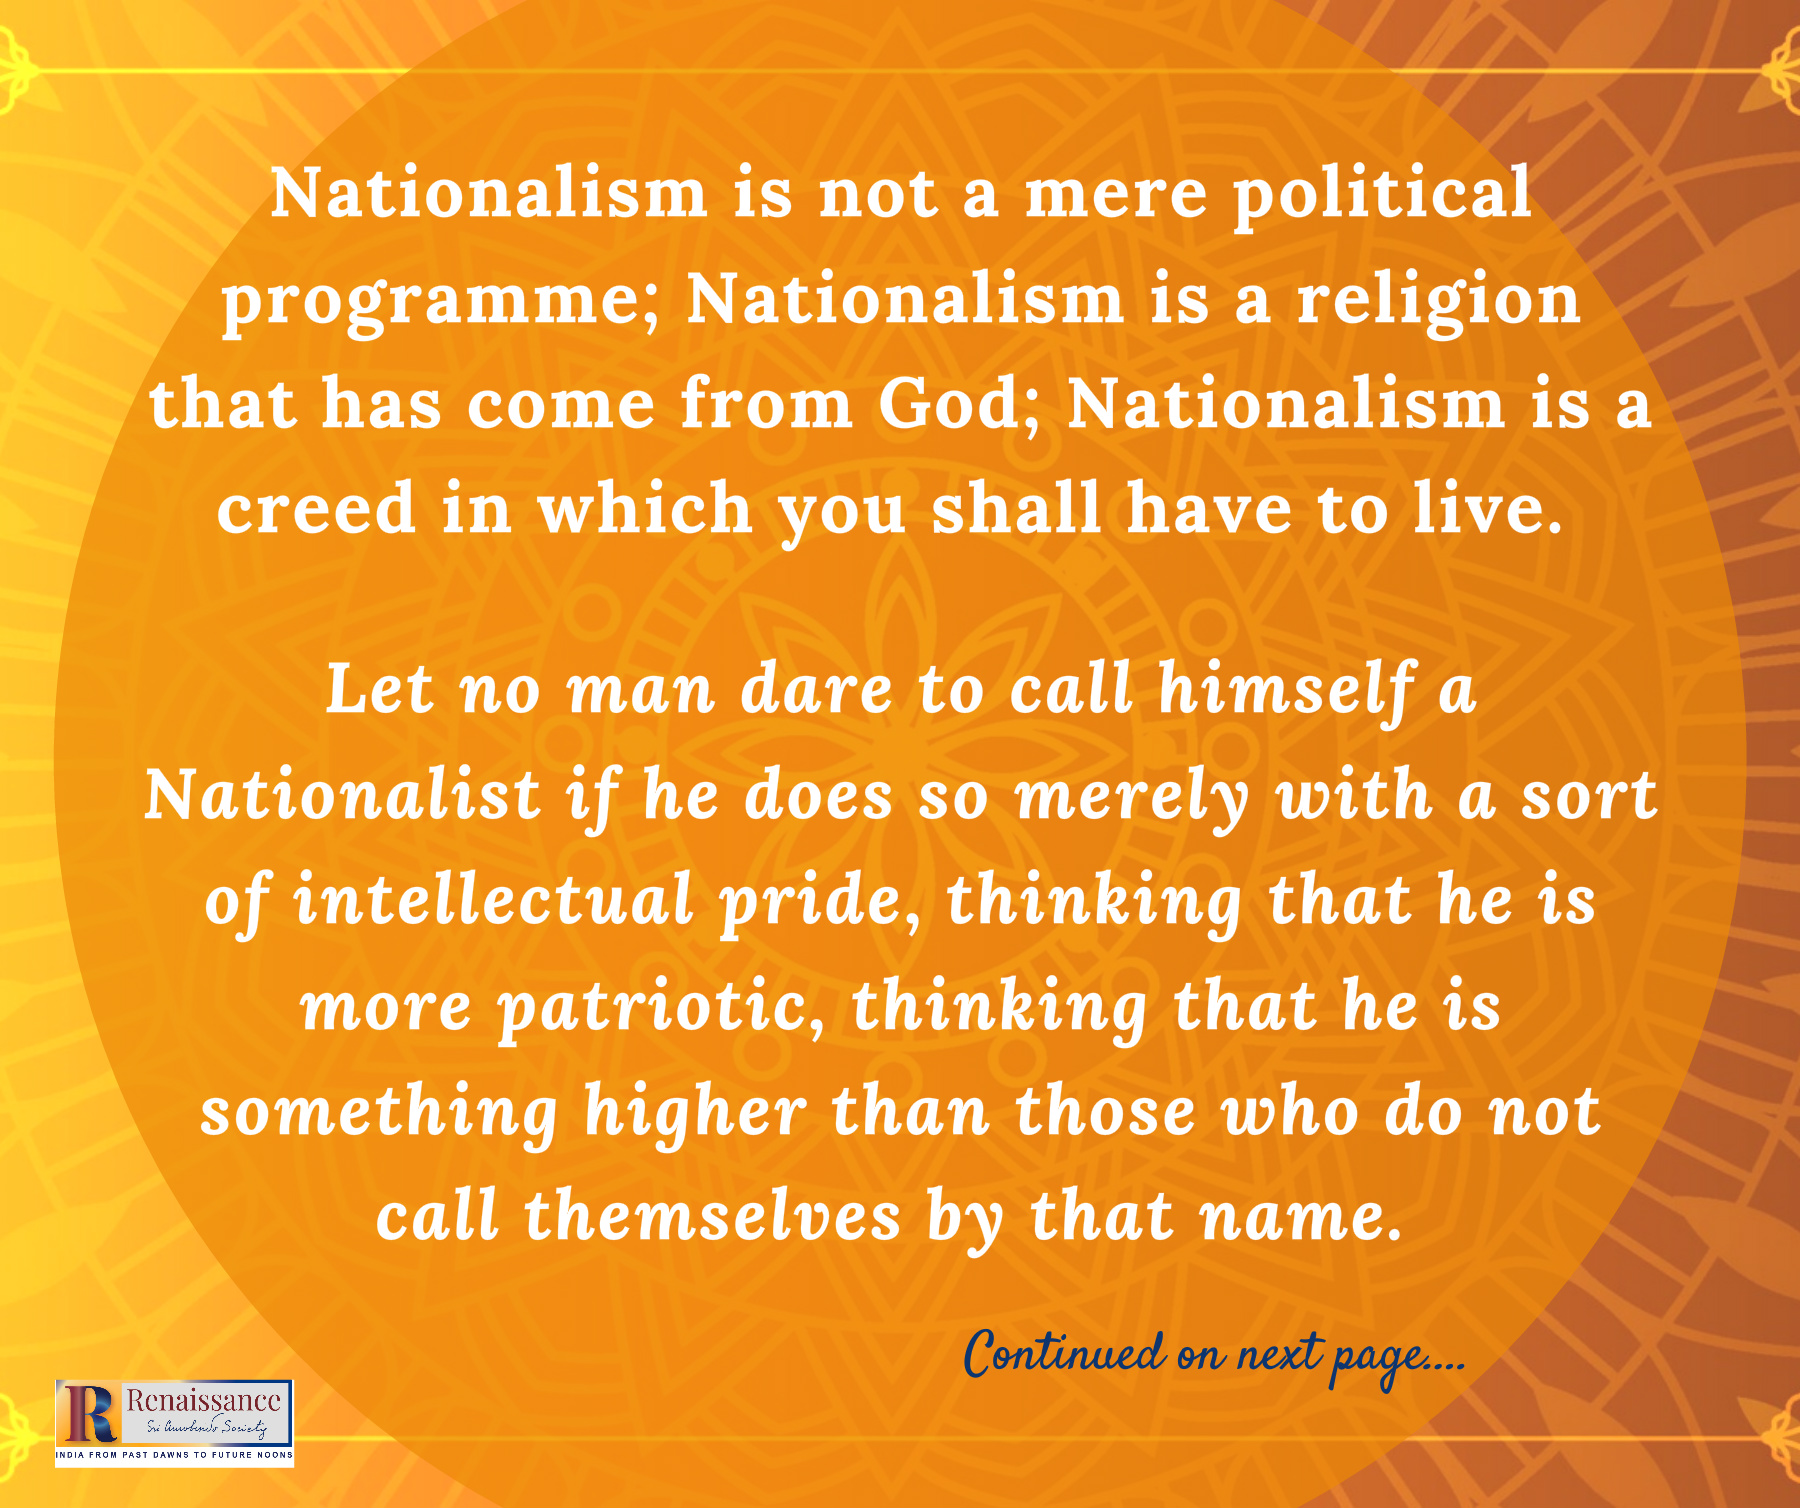 Nationalism is not a mere political
programme; Nationalism is a religion
that has come from God; Nationalism is a
creed in which you shall have to live.
Let no man dare to call himself a
Nationalist if he does so merely with a sort
of intellectual pride, thinking that he is
more patriotic, thinking that he is
something higher than those who do not
call themselves by that name.
Continued on next page....
R Renaissance
Sri Aurobindo Society
INDIA FROM PAST DAWNS TO FUTURE NOONS